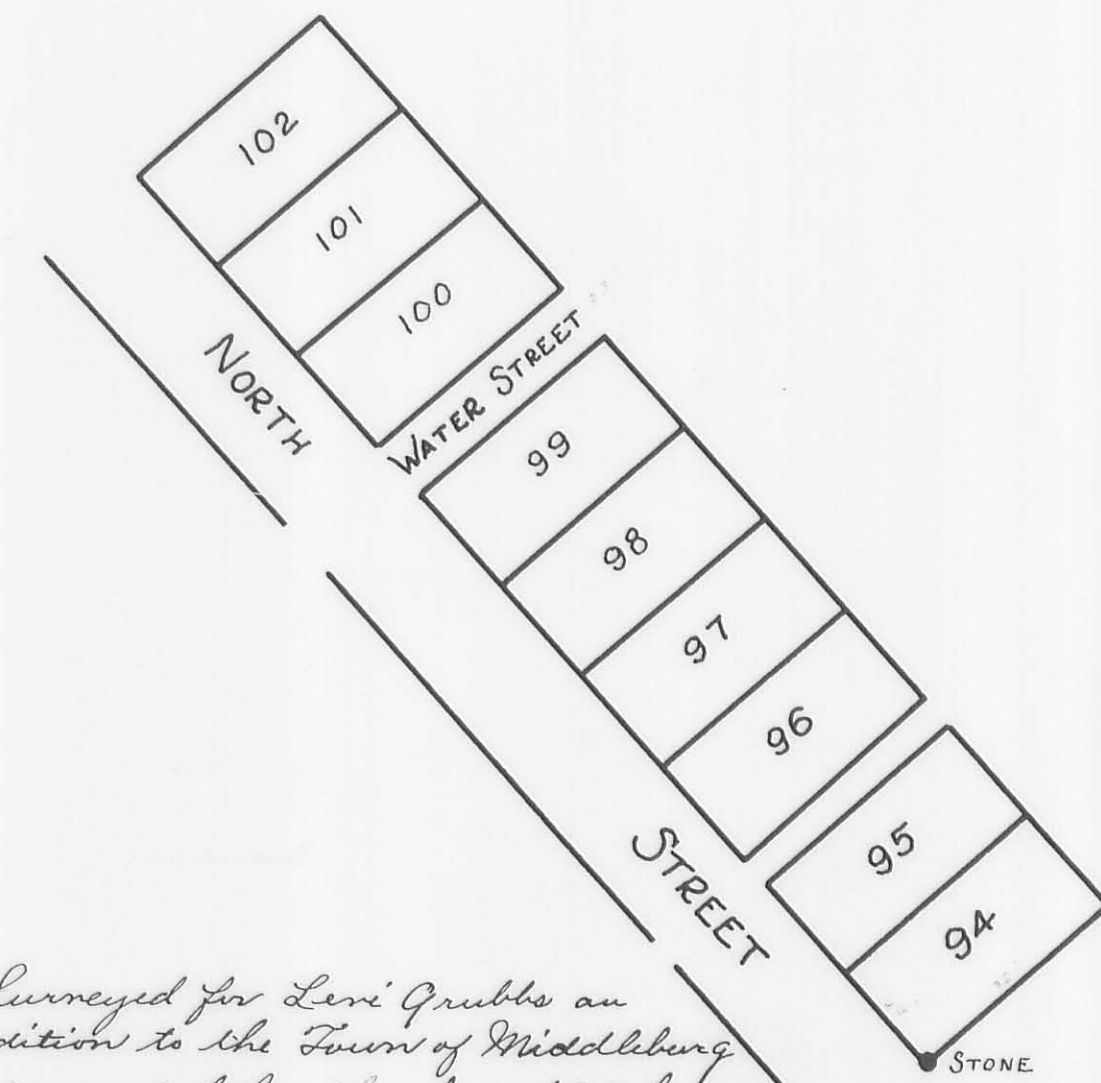 102
101
100
NORTH
WATER STREET
99
98
97
96
STREET
95
94
STONE
Surveyed for Levi Grubbs an
dition to the Town of Middleburg